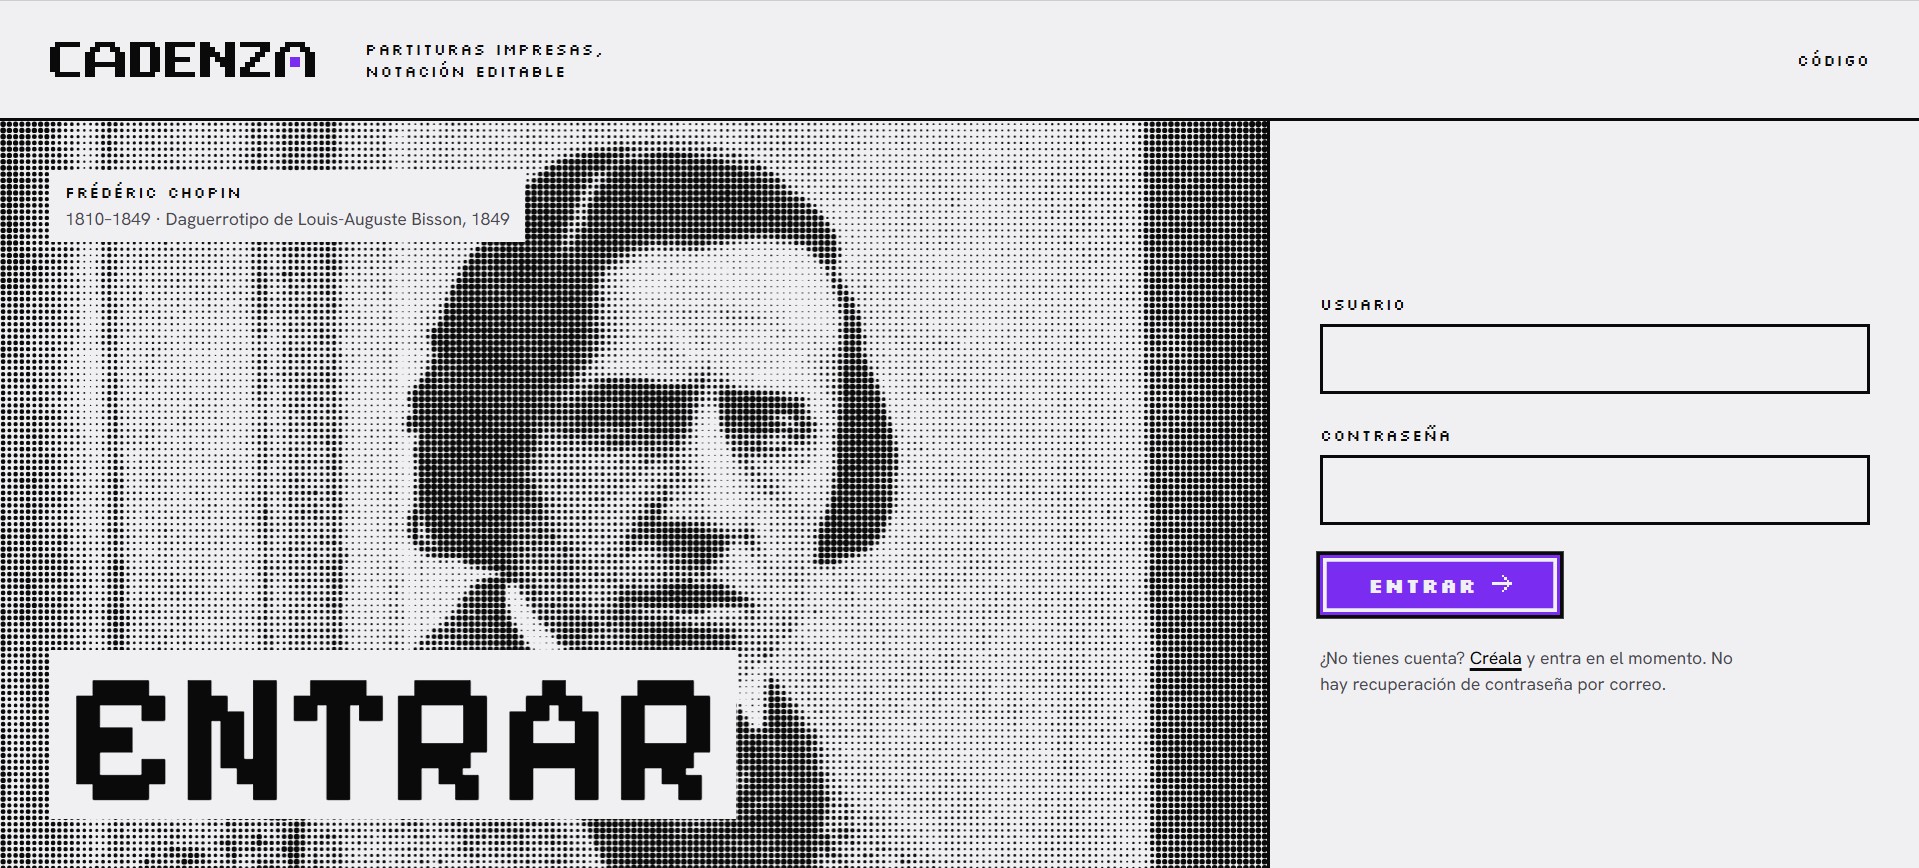 CADENZA
PARTITURAS IMPRESAS,
NOTACIÓN EDITABLE
CÓDIGO
FRÉDÉRIC CHOPIN
1810–1849 · Daguerrotipo de Louis-Auguste Bisson, 1849
ENTRAR
USUARIO
CONTRASEÑA
ENTRAR →
¿No tienes cuenta? Créala y entra en el momento. No
hay recuperación de contraseña por correo.